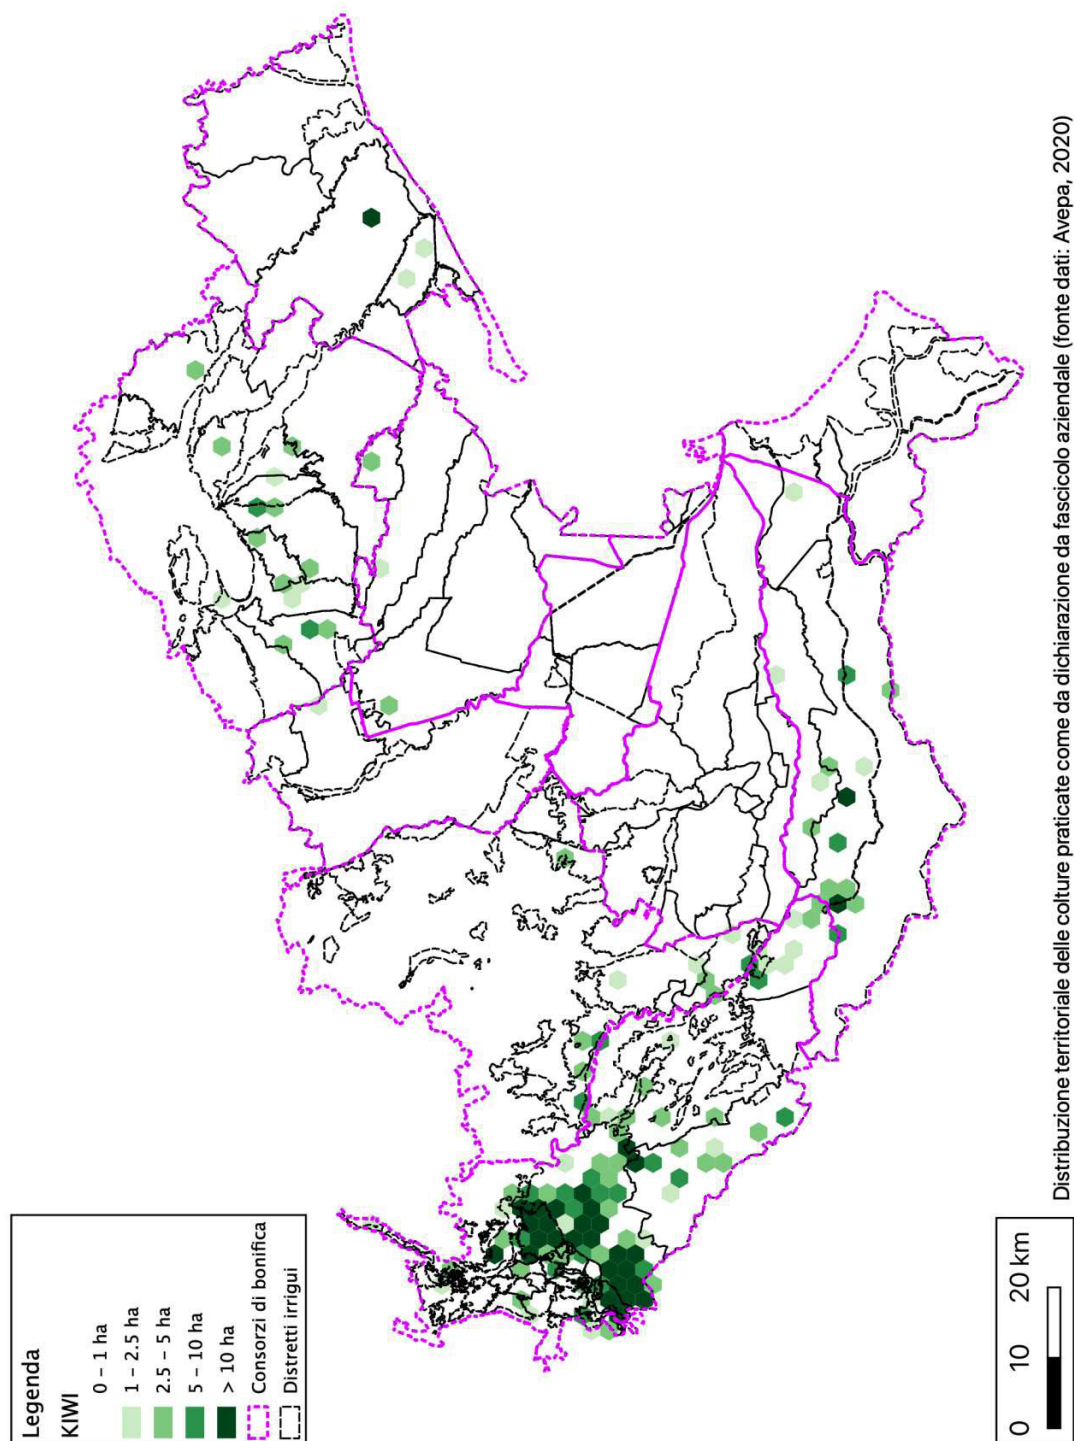 Legenda
KIWI
0 – 1 ha
1 – 2.5 ha
2.5 – 5 ha
5 – 10 ha
> 10 ha
Consorzi di bonifica
Distretti irrigui
0 10 20 km
Distribuzione territoriale delle colture praticate come da dichiarazione da fascicolo aziendale (fonte dati: Avepa, 2020)